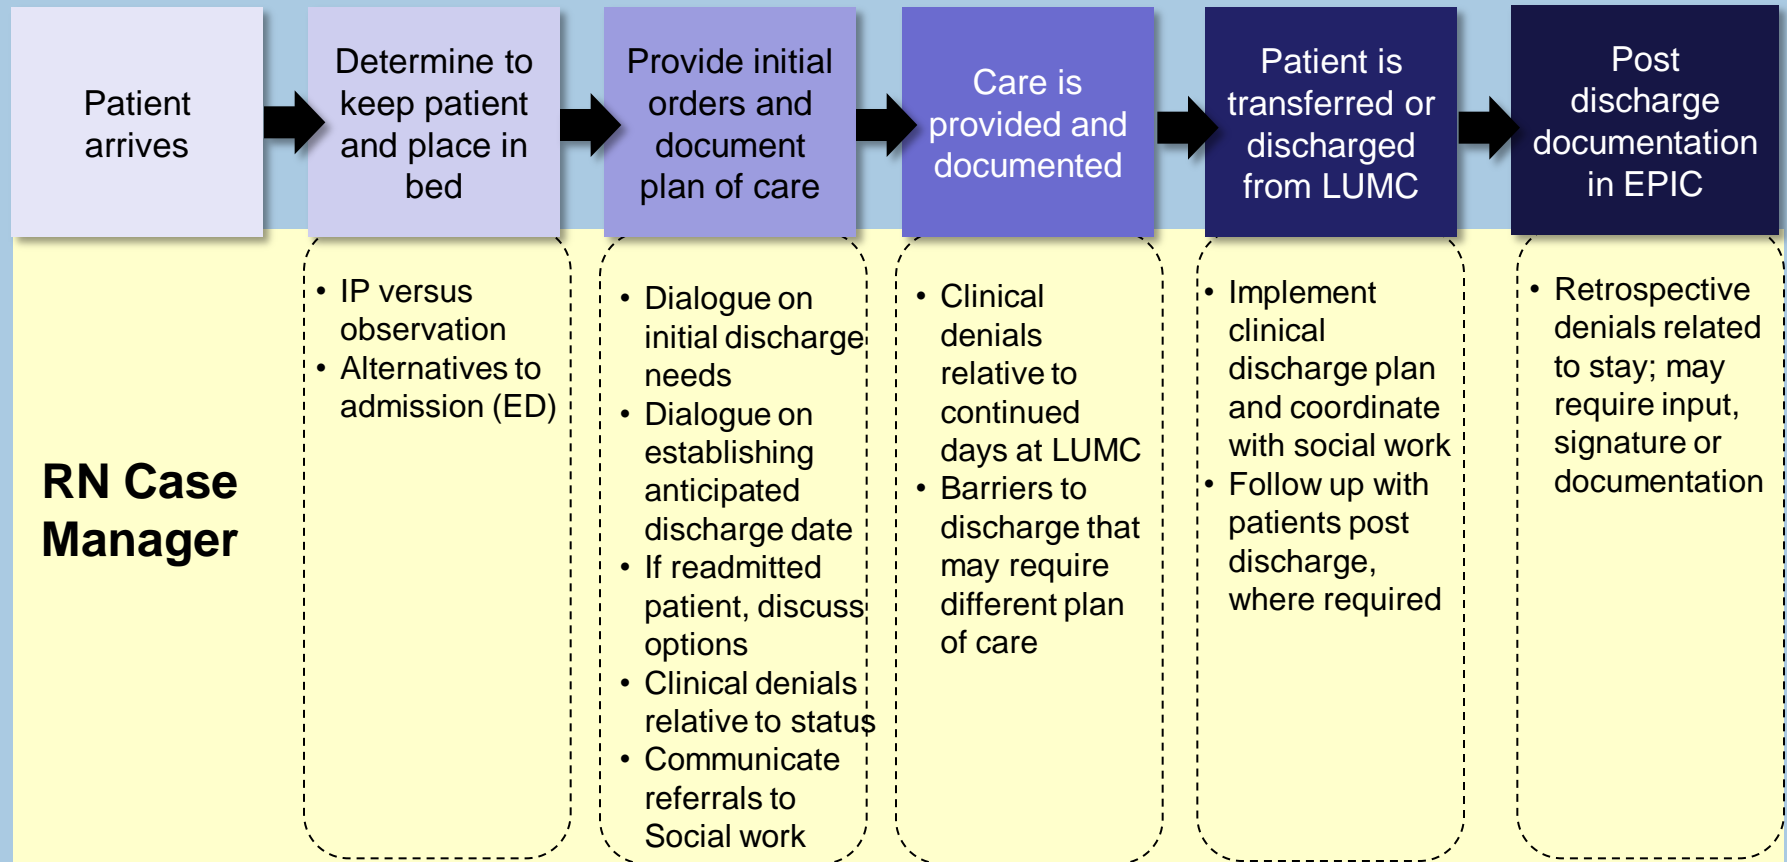 Patient
arrives
Determine to
keep patient
and place in
bed
Provide initial
orders and
document
plan of care
Care is
provided and
documented
Patient is
transferred or
discharged
from LUMC
Post
discharge
documentation
in EPIC
RN Case
Manager
• IP versus
observation
• Alternatives to
admission (ED)
• Dialogue on
initial discharge
needs
• Dialogue on
establishing
anticipated
discharge date
• If readmitted
patient, discuss
options
• Clinical denials
relative to status
• Communicate
referrals to
Social work
• Clinical
denials
relative to
continued
days at LUMC
• Barriers to
discharge that
may require
different plan
of care
• Implement
clinical
discharge plan
and coordinate
with social work
• Follow up with
patients post
discharge,
where required
• Retrospective
denials related
to stay; may
require input,
signature or
documentation